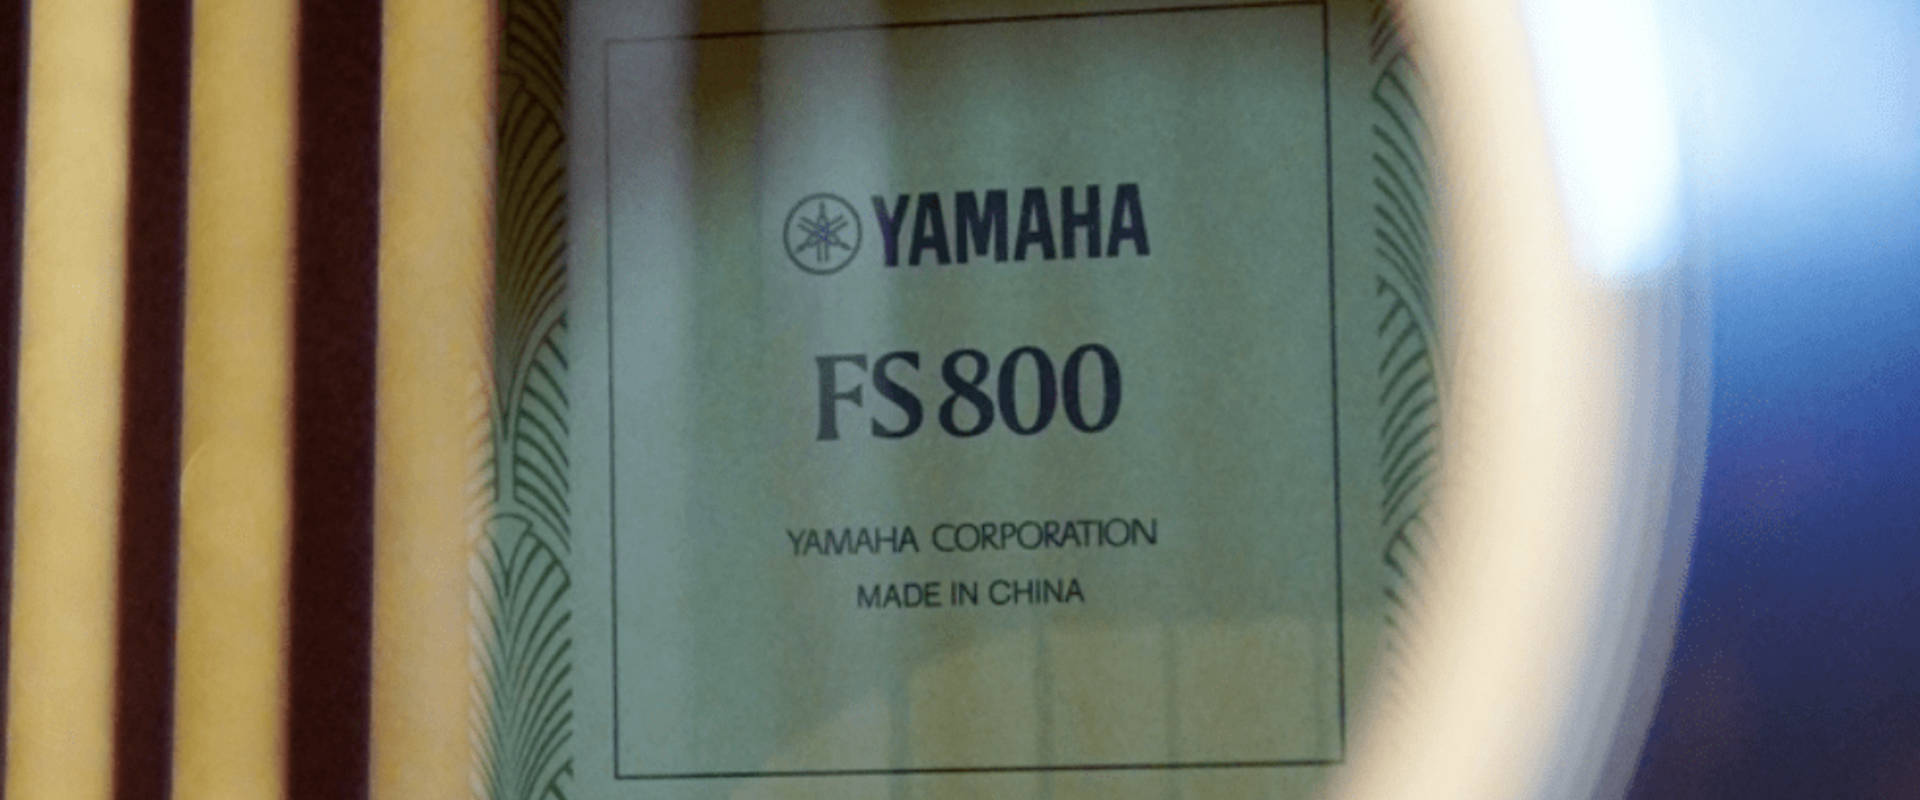 YAMAHA
FS800
YAMAHA CORPORATION
MADE IN CHINA